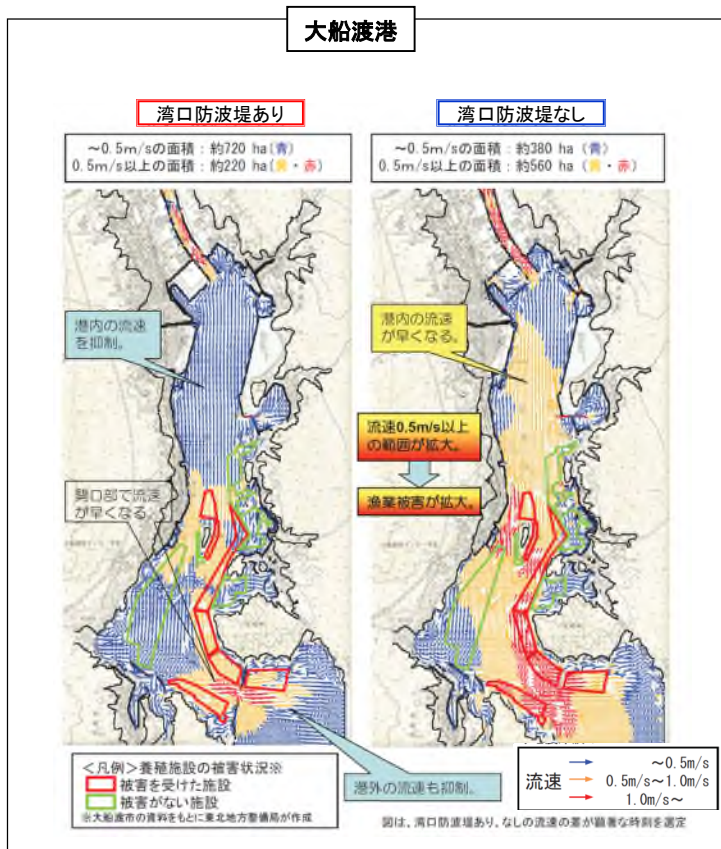 大船渡港
湾口防波堤あり
～0.5m/sの面積：約720 ha(青)
0.5m/s以上の面積：約220 ha(黄・赤)
湾口防波堤なし
～0.5m/sの面積：約380 ha（青）
0.5m/s以上の面積：約560 ha（黄・赤）
港内の流速
を抑制。
開口部で流速
が早くなる。
港内の流速
が早くなる。
流速0.5m/s以上
の範囲が拡大。
漁業被害が拡大。
港外の流速も抑制。
＜凡例＞養殖施設の被害状況※
被害を受けた施設
被害がない施設
※大船渡市の資料をもとに東北地方整備局が作成
流速
～0.5m/s
0.5m/s～1.0m/s
1.0m/s～
図は、湾口防波堤あり、なしの流速の差が顕著な時刻を選定